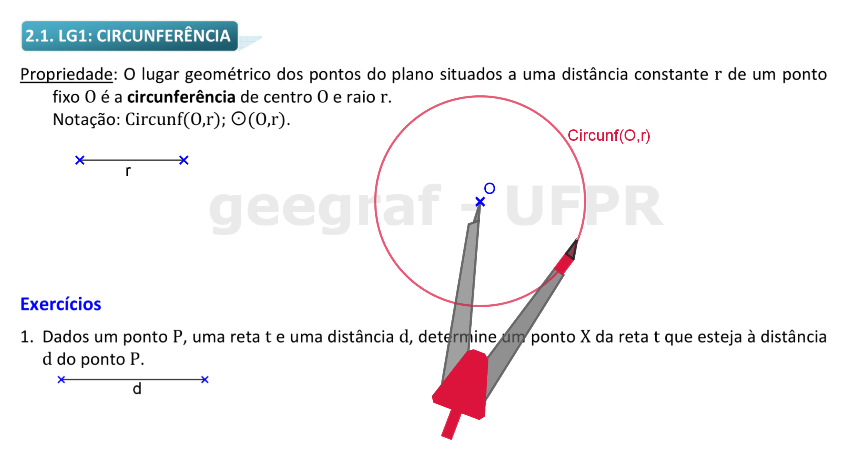 2.1. LG1: CIRCUNFERÊNCIA
Propriedade: O lugar geométrico dos pontos do plano situados a uma distância constante r de um ponto
fixo O é a circunferência de centro O e raio r.
Notação: Circunf(O,r); ⊙(O,r).
Circunf(O,r)
r
O
geegraf - UFPR
Exercícios
1. Dados um ponto P, uma reta t e uma distância d, determine um ponto X da reta t que esteja à distância
d do ponto P.
d